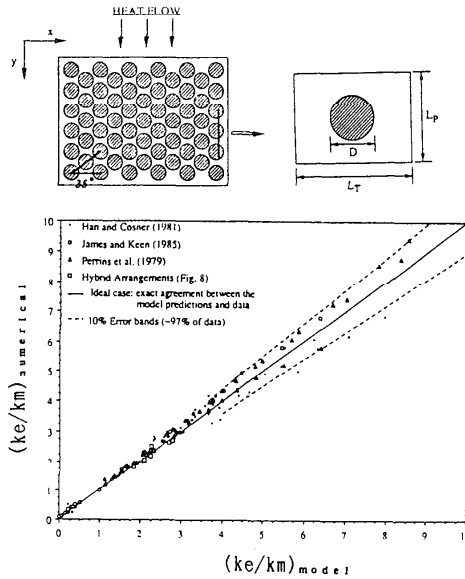 HEAT FLOW
x
y
35°
D
L_P
L_T
Han and Cosner (1981)
James and Keen (1985)
Perrins et al. (1979)
Hybrid Arrangements (Fig. 8)
Ideal case: exact agreement between the
model predictions and data
10% Error bands (~97% of data)
(ke/km)numerical
10
9
8
7
6
5
4
3
2
1
0
0 1 2 3 4 5 6 7 8 9 10
(ke/km)model